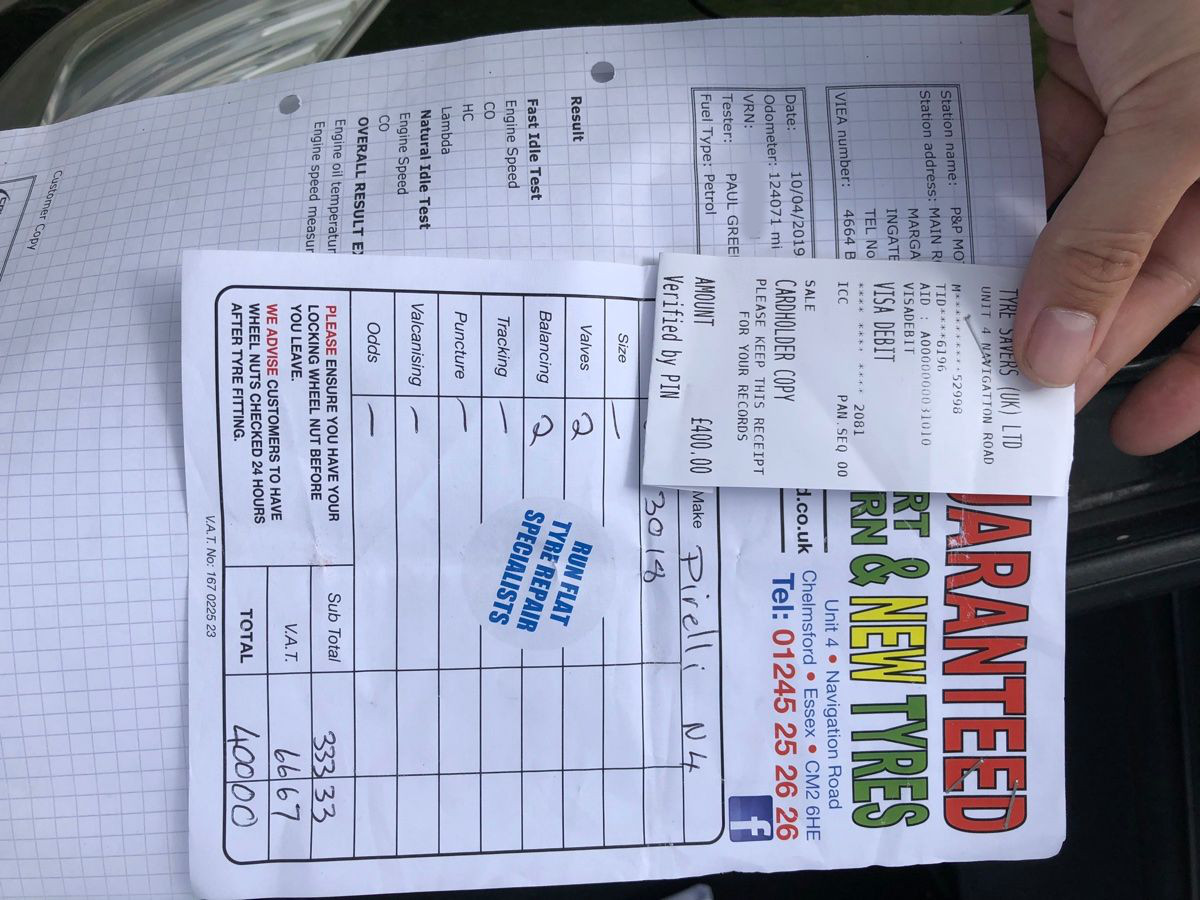 Station name: P&P MO
Station address: MAIN R
MARGA
INGATE
TEL No
VIEA number: 4664 B
Date: 10/04/2019
Odometer: 124071 mi
VRN:
Tester: PAUL GREE
Fuel Type: Petrol
Result
Fast Idle Test
Engine Speed
CO
HC
Lambda
Natural Idle Test
Engine Speed
CO
OVERALL RESULT
Engine oil temperatur
Engine speed measur
Customer Copy
TYRE SAVERS (UK) LTD
UNIT 4 NAVIGATION ROAD
M**********52998
TID****6196
AID : A0000000031010
VISADEBIT
VISA DEBIT
**** **** **** 2081
ICC PAN.SEQ 00
SALE
CARDHOLDER COPY
PLEASE KEEP THIS RECEIPT
FOR YOUR RECORDS
AMOUNT £400.00
Verified by PIN
UARANTEED
RT &
RN & NEW TYRES
Unit 4 • Navigation Road
Chelmsford • Essex • CM2 6HE
d.co.uk Tel: 01245 25 26 26
f
Make Pirelli N4
3018
Size –
Valves 2
Balancing 2
Tracking –
Puncture –
Valcanising –
Odds –
RUN FLAT
TYRE REPAIR
SPECIALISTS
PLEASE ENSURE YOU HAVE YOUR
LOCKING WHEEL NUT BEFORE
YOU LEAVE.
WE ADVISE CUSTOMERS TO HAVE
WHEEL NUTS CHECKED 24 HOURS
AFTER TYRE FITTING.
Sub Total 333 33
V.A.T. 66 67
TOTAL 400 00
V.A.T. No: 167 0225 23